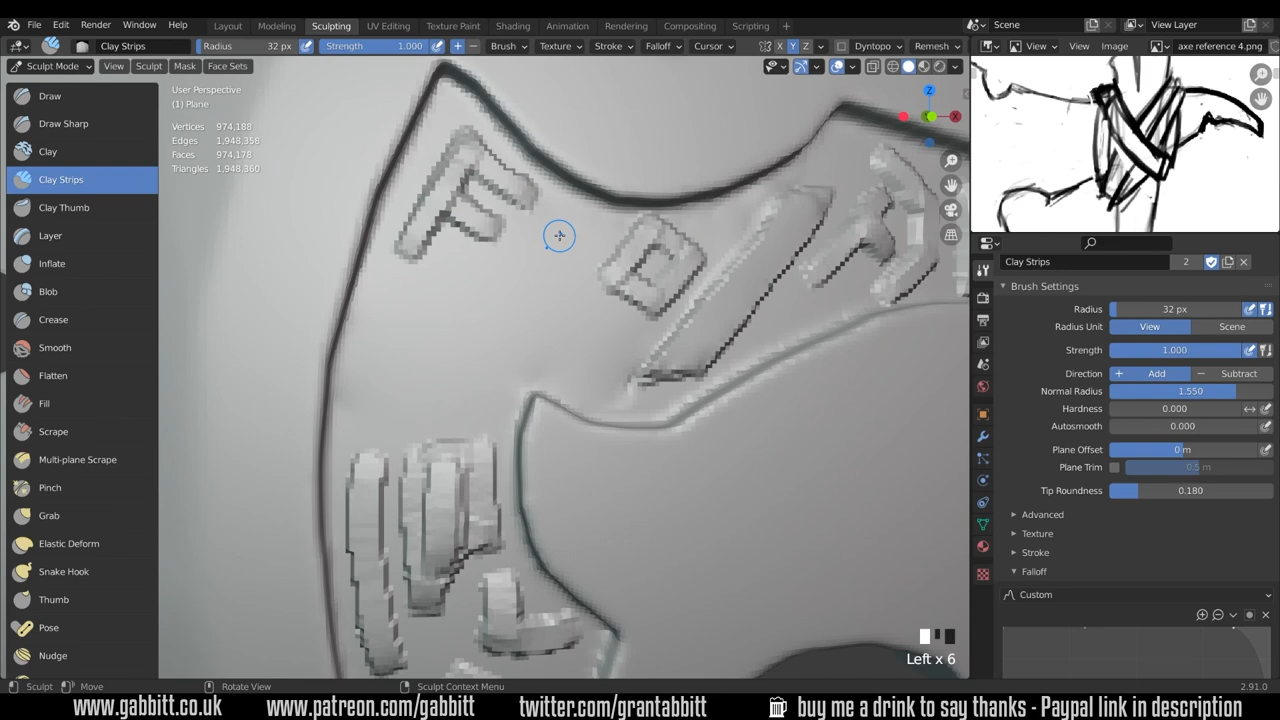 File Edit Render Window Help Layout Modeling Sculpting UV Editing Texture Paint Shading Animation Rendering Compositing Scripting + Scene View Layer
Clay Strips Radius 32 px Strength 1.000 Brush Texture Stroke Falloff Cursor X Y Z Dyntopo Remesh View View Image axe reference 4.png
Sculpt Mode View Sculpt Mask Face Sets
User Perspective
(1) Plane
Vertices 974,188
Edges 1,948,358
Faces 974,178
Triangles 1,948,360
Z
Draw
Draw Sharp
Clay
Clay Strips
Clay Thumb
Layer
Inflate
Blob
Crease
Smooth
Flatten
Fill
Scrape
Multi-plane Scrape
Pinch
Grab
Elastic Deform
Snake Hook
Thumb
Pose
Nudge
Clay Strips 2
Brush Settings
Radius 32 px
Radius Unit View Scene
Strength 1.000
Direction + Add − Subtract
Normal Radius 1.550
Hardness 0.000
Autosmooth 0.000
Plane Offset 0 m
Plane Trim 0.5 m
Tip Roundness 0.180
Advanced
Texture
Stroke
Falloff
Custom
Left x 6
Sculpt Move Rotate View Sculpt Context Menu 2.91.0
www.gabbitt.co.uk www.patreon.com/gabbitt twitter.com/grantabbitt buy me a drink to say thanks - Paypal link in description